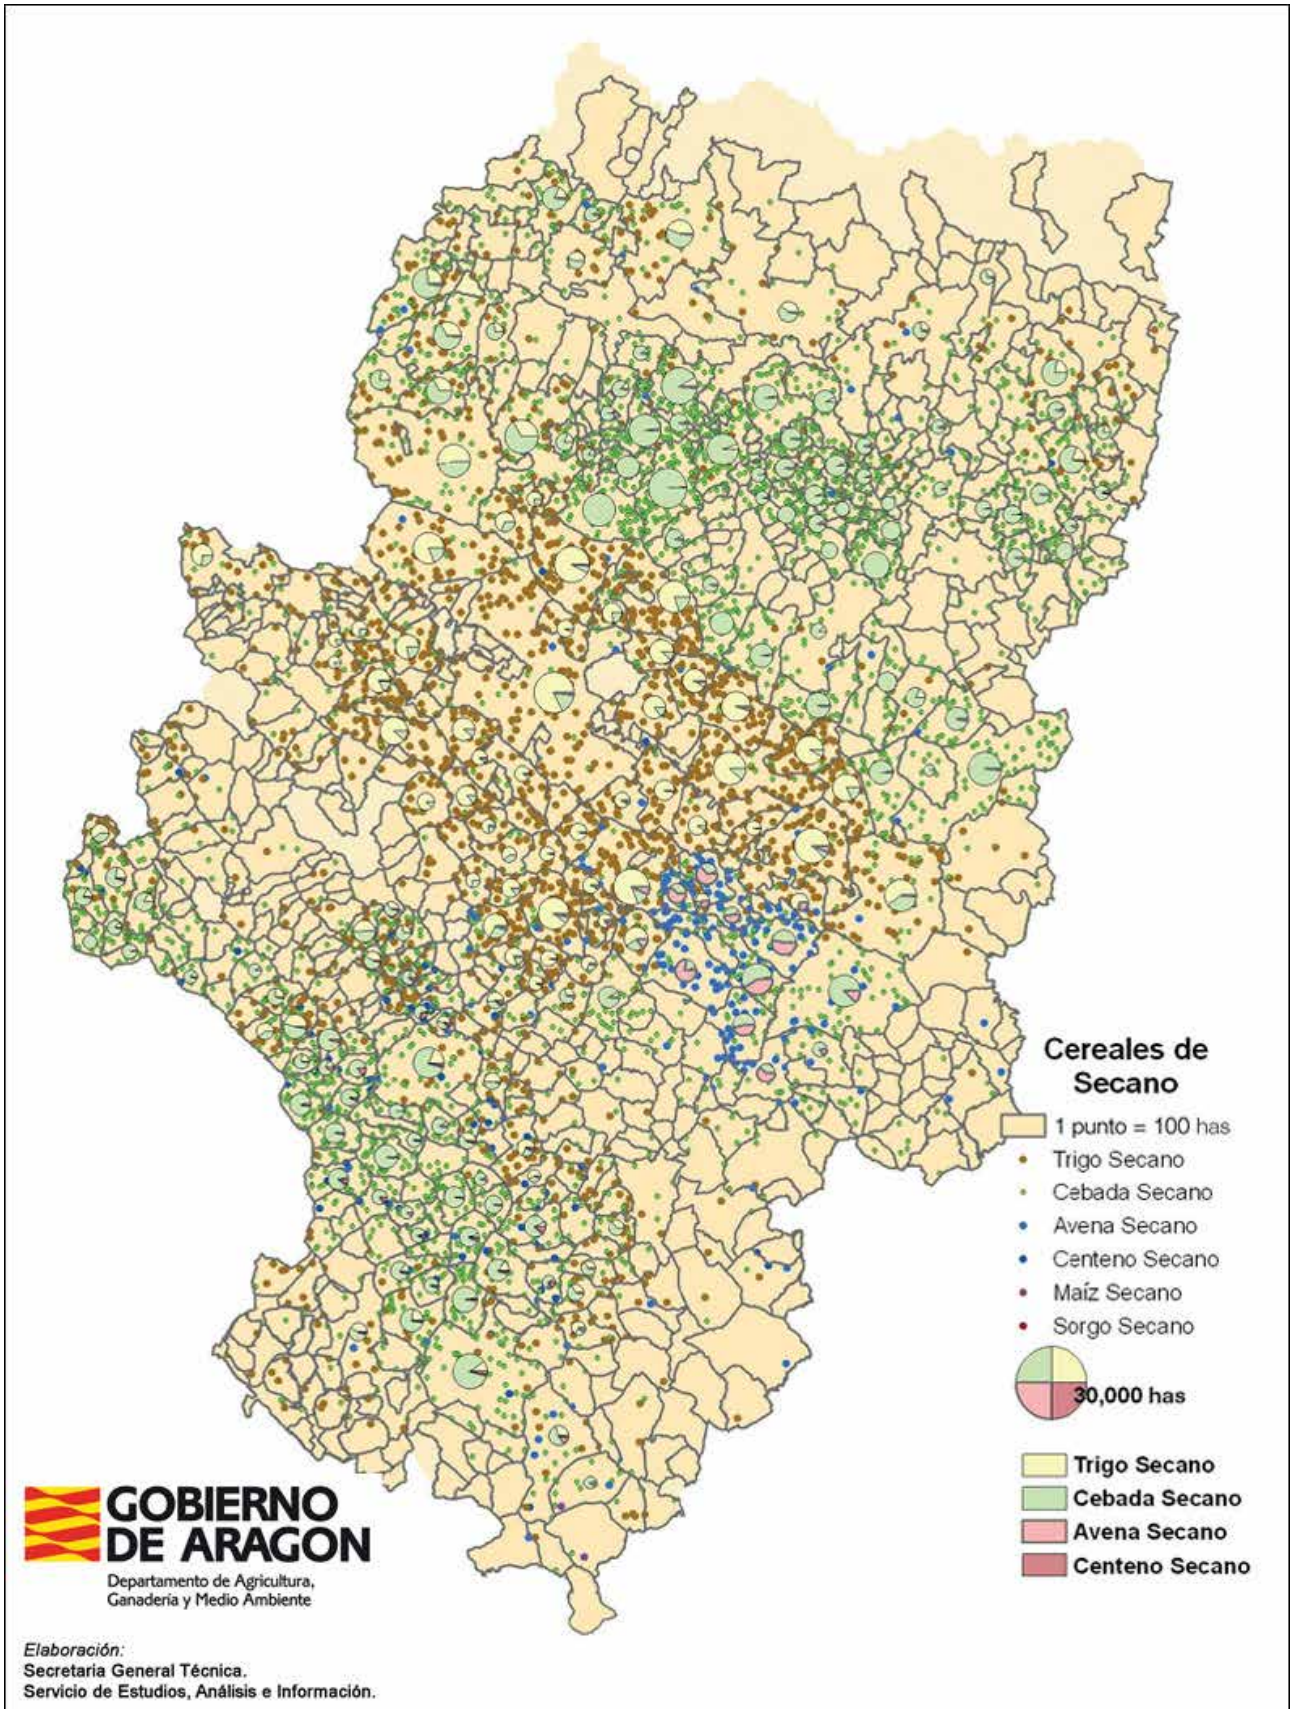 Cereales de
Secano
1 punto = 100 has
Trigo Secano
Cebada Secano
Avena Secano
Centeno Secano
Maíz Secano
Sorgo Secano
30,000 has
Trigo Secano
Cebada Secano
Avena Secano
Centeno Secano
GOBIERNO
DE ARAGON
Departamento de Agricultura,
Ganadería y Medio Ambiente
Elaboración:
Secretaria General Técnica.
Servicio de Estudios, Análisis e Información.